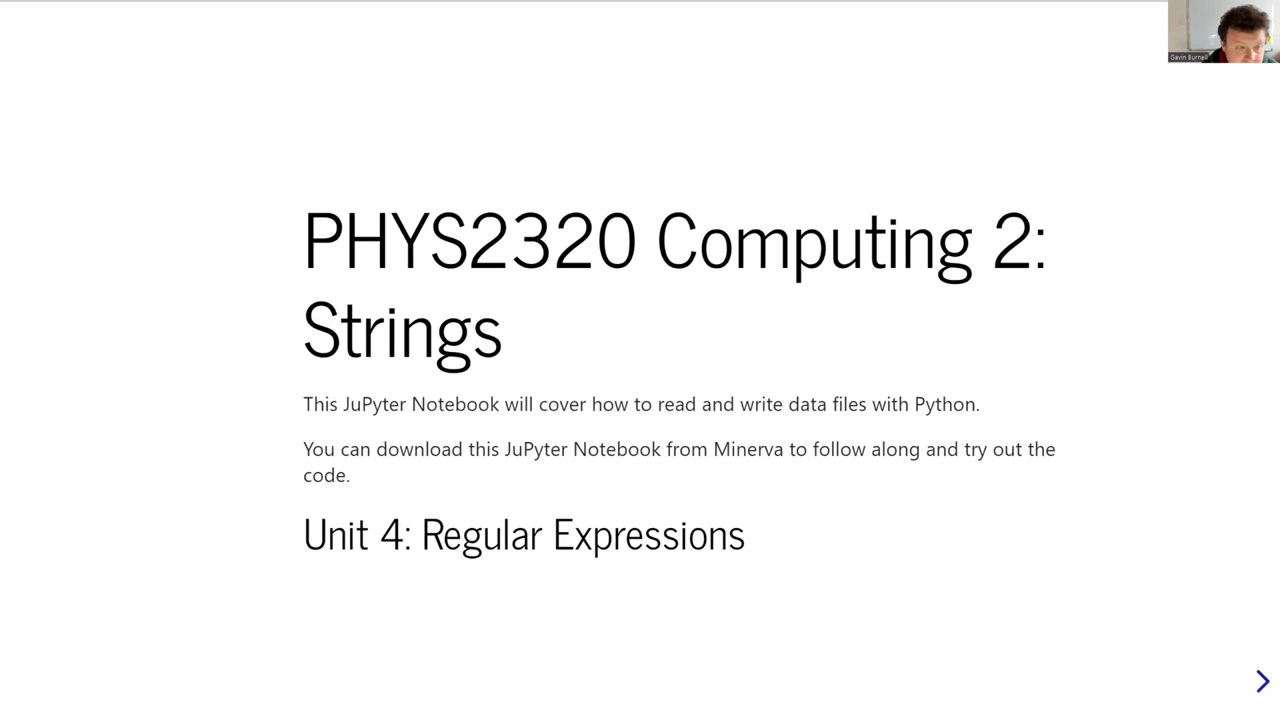 Gavin Burnell
PHYS2320 Computing 2:
Strings
This JuPyter Notebook will cover how to read and write data files with Python.
You can download this JuPyter Notebook from Minerva to follow along and try out the
code.
Unit 4: Regular Expressions